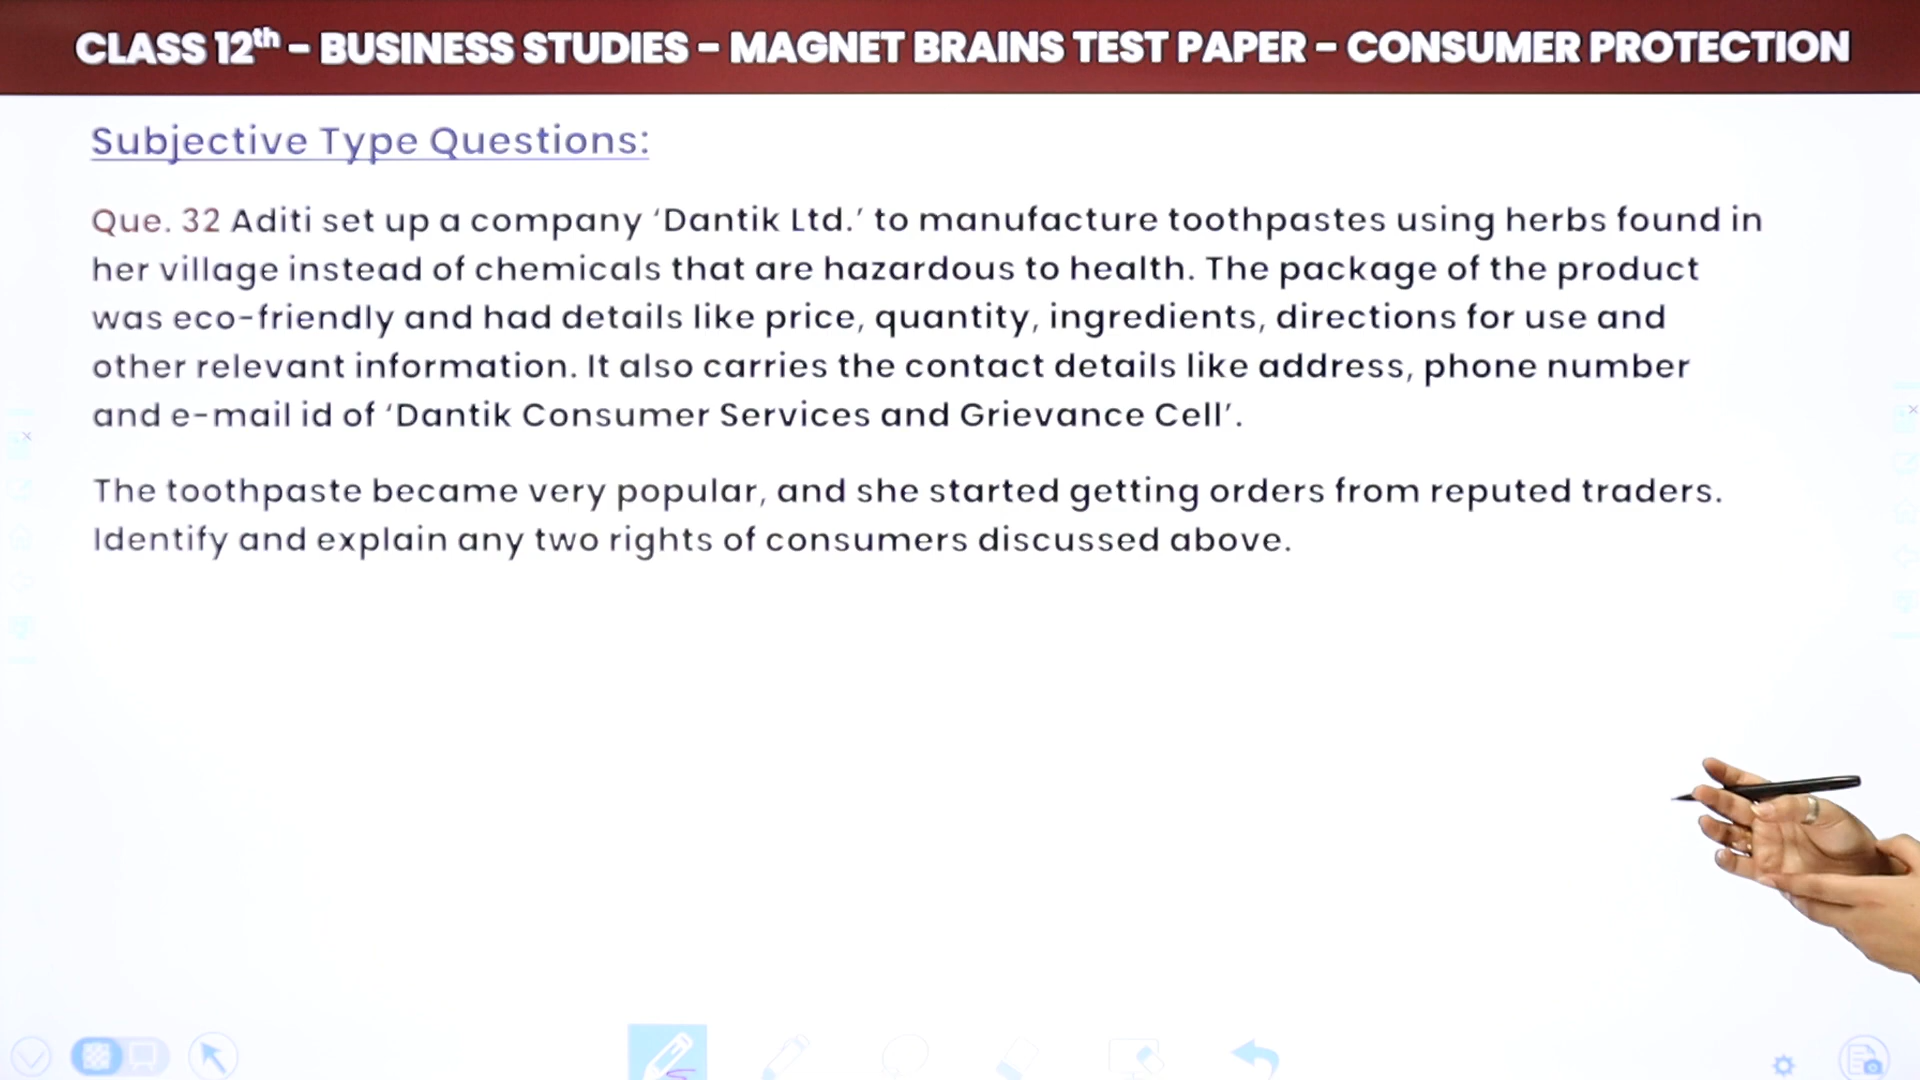 CLASS 12th – BUSINESS STUDIES – MAGNET BRAINS TEST PAPER – CONSUMER PROTECTION
Subjective Type Questions:
Que. 32 Aditi set up a company ‘Dantik Ltd.’ to manufacture toothpastes using herbs found in
her village instead of chemicals that are hazardous to health. The package of the product
was eco-friendly and had details like price, quantity, ingredients, directions for use and
other relevant information. It also carries the contact details like address, phone number
and e-mail id of ‘Dantik Consumer Services and Grievance Cell’.
The toothpaste became very popular, and she started getting orders from reputed traders.
Identify and explain any two rights of consumers discussed above.